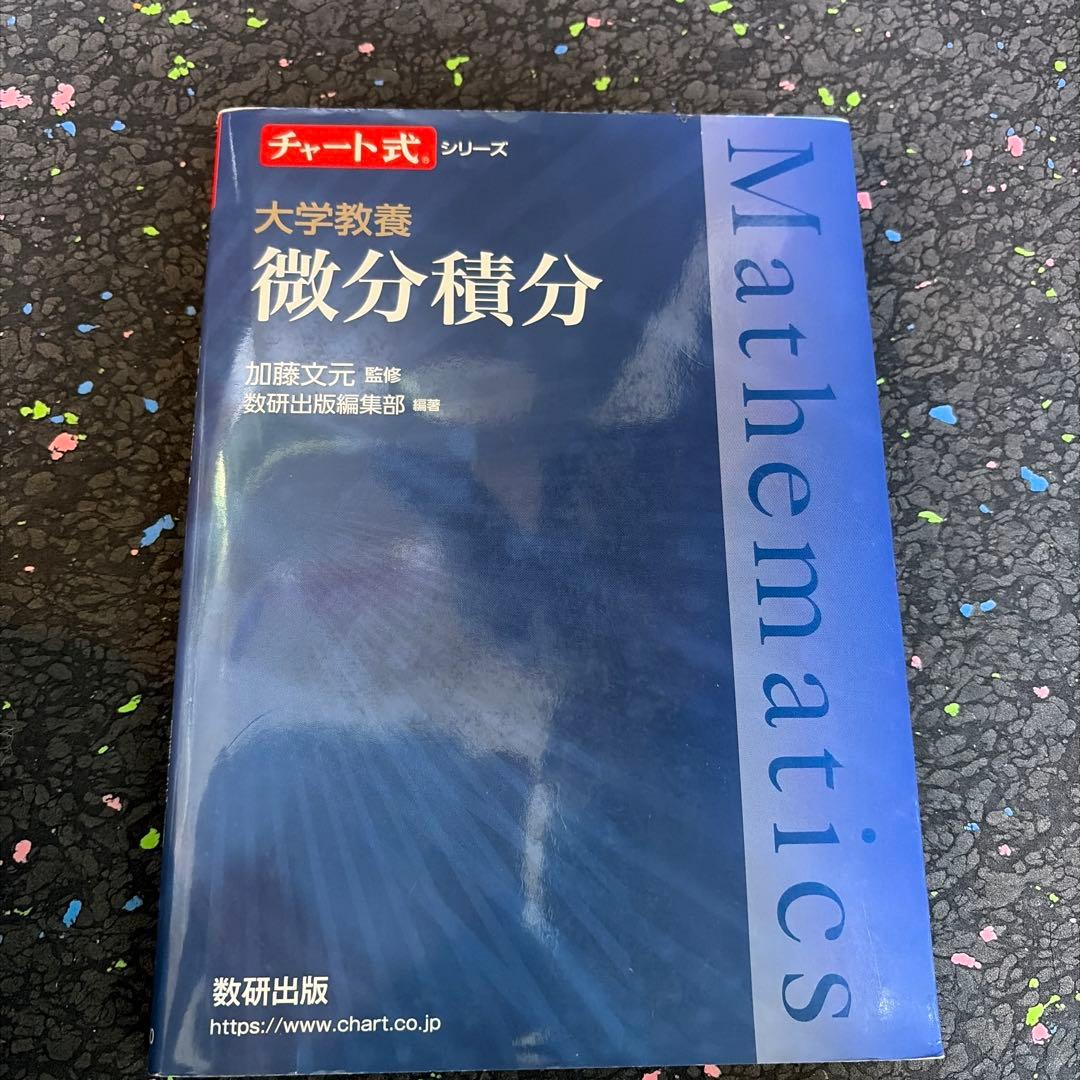 チャート式® シリーズ
大学教養
微分積分
加藤文元 監修
数研出版編集部 編著
Mathematics
数研出版
https://www.chart.co.jp